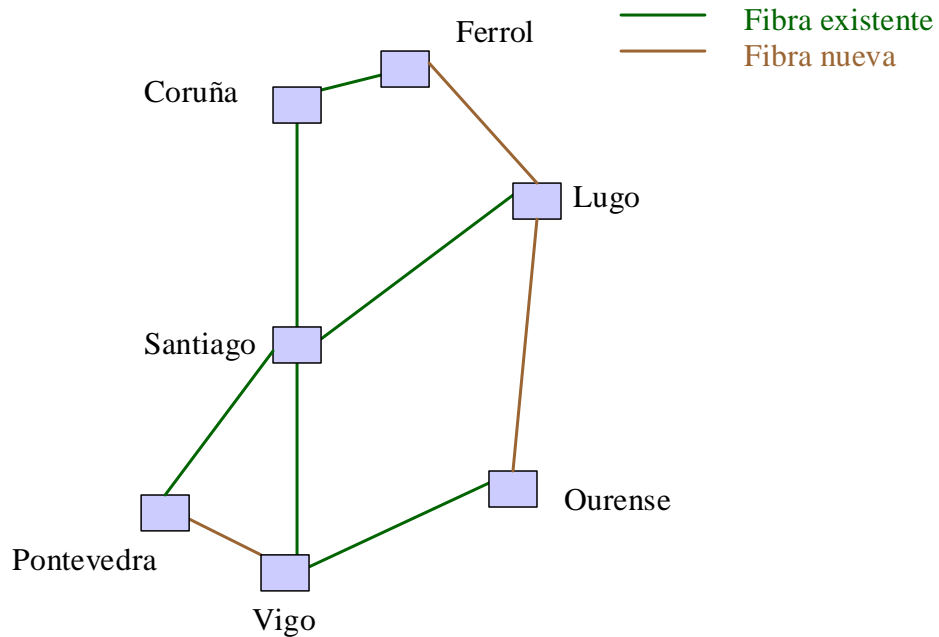 Ferrol
Fibra existente
Fibra nueva
Coruña
Lugo
Santiago
Ourense
Pontevedra
Vigo